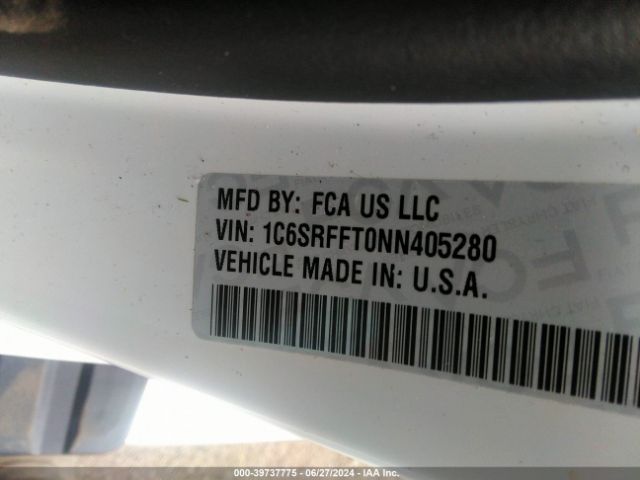 MFD BY: FCA US LLC
VIN: 1C6SRFFT0NN405280
VEHICLE MADE IN: U.S.A.
000-39737775 - 06/27/2024 - IAA Inc.